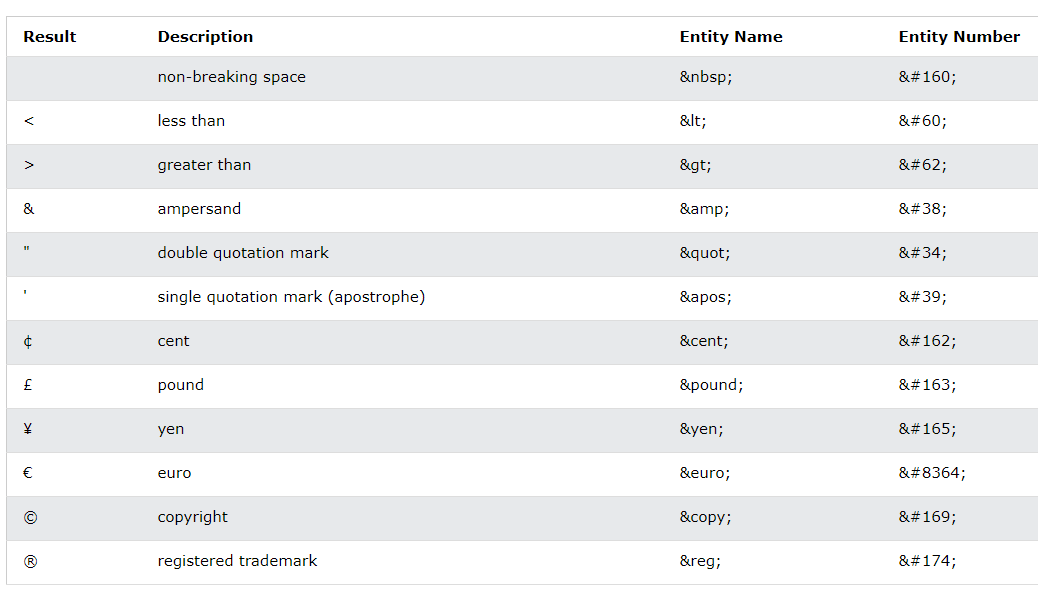 Result Description Entity Name Entity Number
non-breaking space &nbsp; &#160;
< less than &lt; &#60;
> greater than &gt; &#62;
& ampersand &amp; &#38;
" double quotation mark &quot; &#34;
' single quotation mark (apostrophe) &apos; &#39;
¢ cent &cent; &#162;
£ pound &pound; &#163;
¥ yen &yen; &#165;
€ euro &euro; &#8364;
© copyright &copy; &#169;
® registered trademark &reg; &#174;